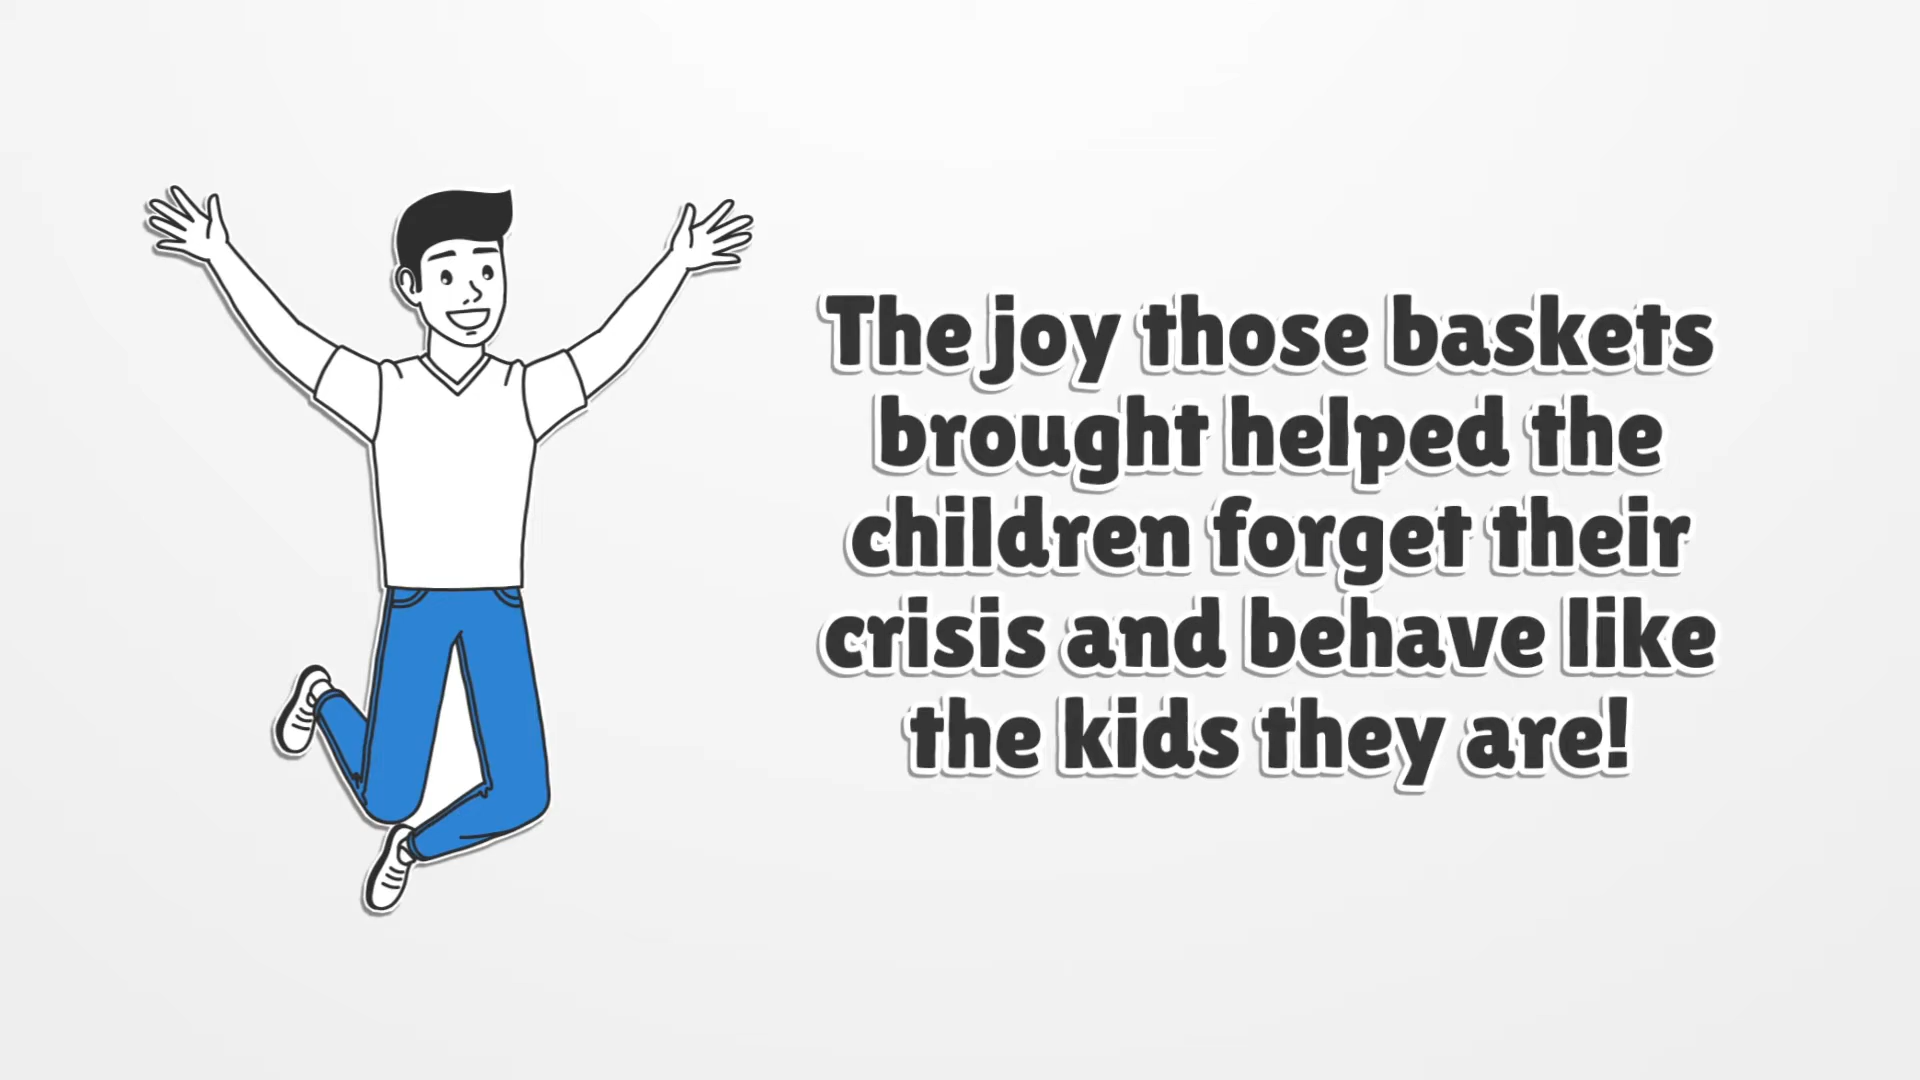 The joy those baskets
brought helped the
children forget their
crisis and behave like
the kids they are!